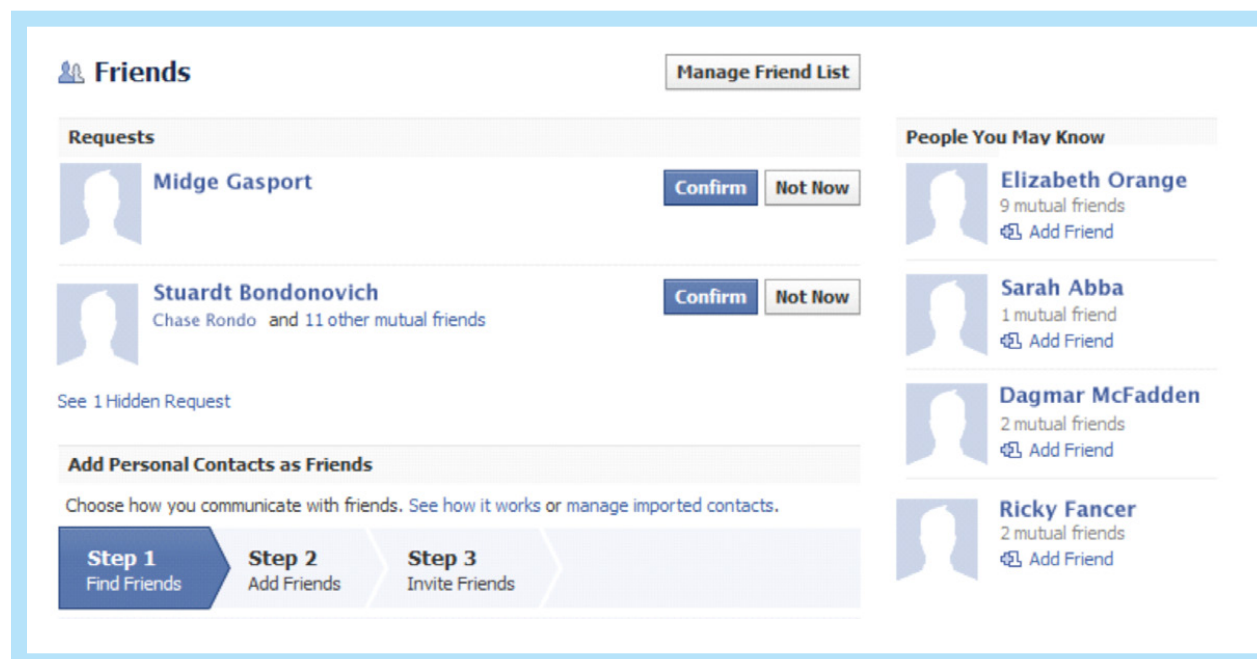 Friends
Manage Friend List
Requests
Midge Gasport
Confirm Not Now
Stuardt Bondonovich
Chase Rondo and 11 other mutual friends
Confirm Not Now
See 1 Hidden Request
Add Personal Contacts as Friends
Choose how you communicate with friends. See how it works or manage imported contacts.
Step 1
Find Friends
Step 2
Add Friends
Step 3
Invite Friends
People You May Know
Elizabeth Orange
9 mutual friends
Add Friend
Sarah Abba
1 mutual friend
Add Friend
Dagmar McFadden
2 mutual friends
Add Friend
Ricky Fancer
2 mutual friends
Add Friend